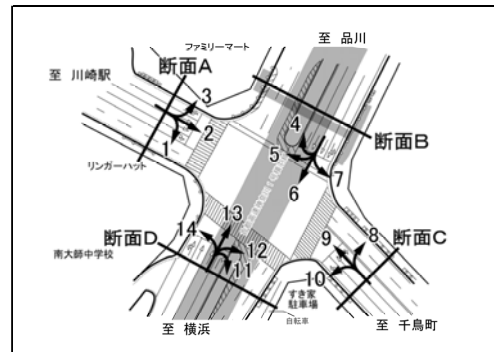 至 品川
ファミリーマート
断面A
至 川崎駅
3
2
1
リンガーハット
断面B
4
5
6
7
13
14
12
11
断面D
南大師中学校
9
8
10
断面C
すき家
駐車場
自転車
至 横浜
至 千鳥町